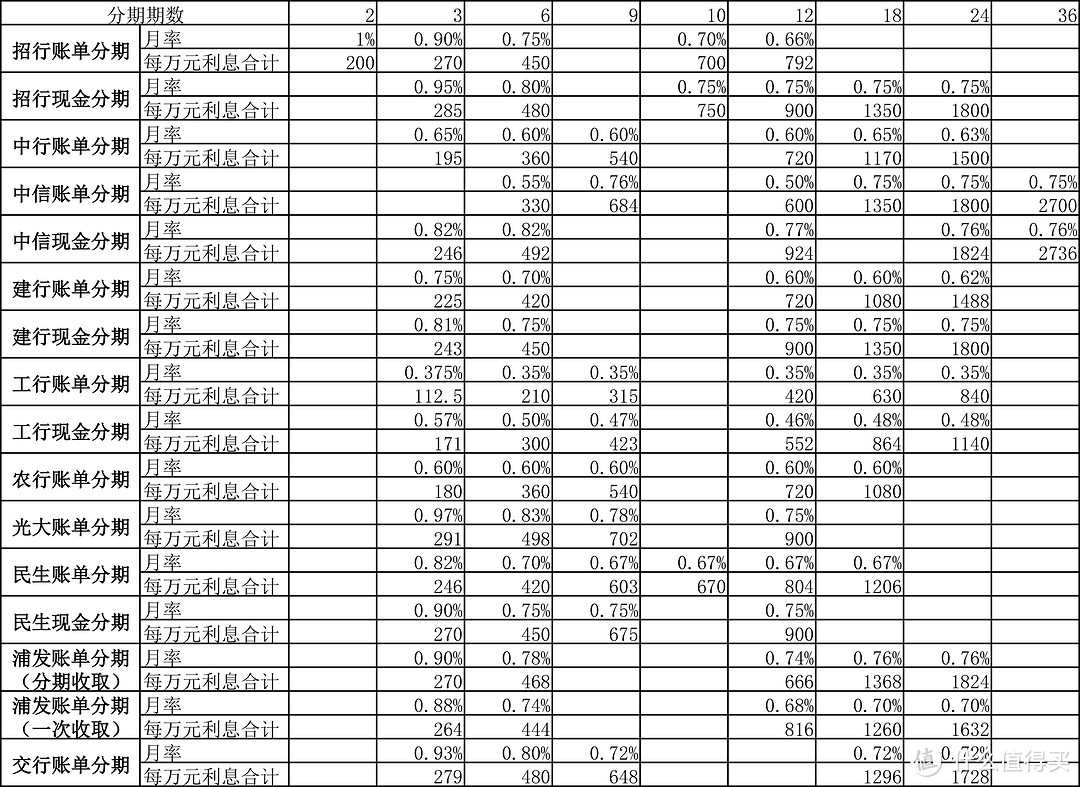 分期期数 2 3 6 9 10 12 18 24 36
招行账单分期 月率 1% 0.90% 0.75% 0.70% 0.66%
每万元利息合计 200 270 450 700 792
招行现金分期 月率 0.95% 0.80% 0.75% 0.75% 0.75% 0.75%
每万元利息合计 285 480 750 900 1350 1800
中行账单分期 月率 0.65% 0.60% 0.60% 0.60% 0.65% 0.63%
每万元利息合计 195 360 540 720 1170 1500
中信账单分期 月率 0.55% 0.76% 0.50% 0.75% 0.75% 0.75%
每万元利息合计 330 684 600 1350 1800 2700
中信现金分期 月率 0.82% 0.82% 0.77% 0.76% 0.76%
每万元利息合计 246 492 924 1824 2736
建行账单分期 月率 0.75% 0.70% 0.60% 0.60% 0.62%
每万元利息合计 225 420 720 1080 1488
建行现金分期 月率 0.81% 0.75% 0.75% 0.75% 0.75%
每万元利息合计 243 450 900 1350 1800
工行账单分期 月率 0.375% 0.35% 0.35% 0.35% 0.35% 0.35%
每万元利息合计 112.5 210 315 420 630 840
工行现金分期 月率 0.57% 0.50% 0.47% 0.46% 0.48% 0.48%
每万元利息合计 171 300 423 552 864 1140
农行账单分期 月率 0.60% 0.60% 0.60% 0.60% 0.60%
每万元利息合计 180 360 540 720 1080
光大账单分期 月率 0.97% 0.83% 0.78% 0.75%
每万元利息合计 291 498 702 900
民生账单分期 月率 0.82% 0.70% 0.67% 0.67% 0.67% 0.67%
每万元利息合计 246 420 603 670 804 1206
民生现金分期 月率 0.90% 0.75% 0.75% 0.75%
每万元利息合计 270 450 675 900
浦发账单分期 月率 0.90% 0.78% 0.74% 0.76% 0.76%
（分期收取） 每万元利息合计 270 468 666 1368 1824
浦发账单分期 月率 0.88% 0.74% 0.68% 0.70% 0.70%
（一次收取） 每万元利息合计 264 444 816 1260 1632
交行账单分期 月率 0.93% 0.80% 0.72% 0.72% 0.72%
每万元利息合计 279 480 648 1296 1728
值 什么值得买